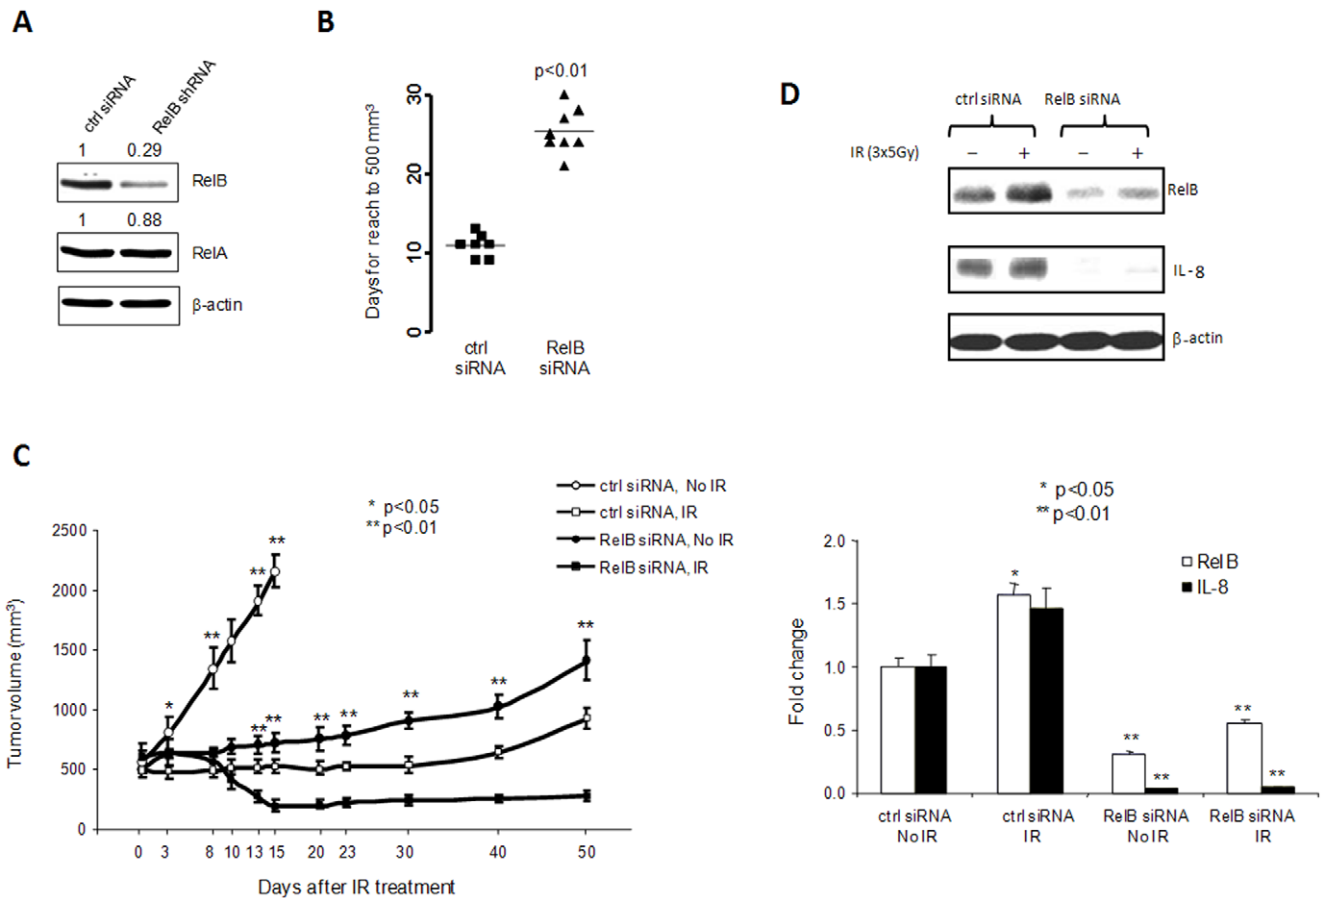 A
ctrl siRNA
RelB shRNA
1 0.29
RelB
1 0.88
RelA
β-actin
B
p<0.01
Days for reach to 500 mm³
30
20
10
0
ctrl siRNA
RelB siRNA
D
ctrl siRNA RelB siRNA
IR (3x5Gy) – + – +
RelB
IL-8
β-actin
C
* p<0.05
** p<0.01
ctrl siRNA, No IR
ctrl siRNA, IR
RelB siRNA, No IR
RelB siRNA, IR
Tumor volume (mm³)
2500
2000
1500
1000
500
0
* ** ** **
** ** ** ** ** ** **
0 3 8 10 13 15 20 23 30 40 50
Days after IR treatment
* p<0.05
** p<0.01
RelB
IL-8
Fold change
2.0
1.5
1.0
0.5
0.0
*
** ** ** **
ctrl siRNA No IR
ctrl siRNA IR
RelB siRNA No IR
RelB siRNA IR